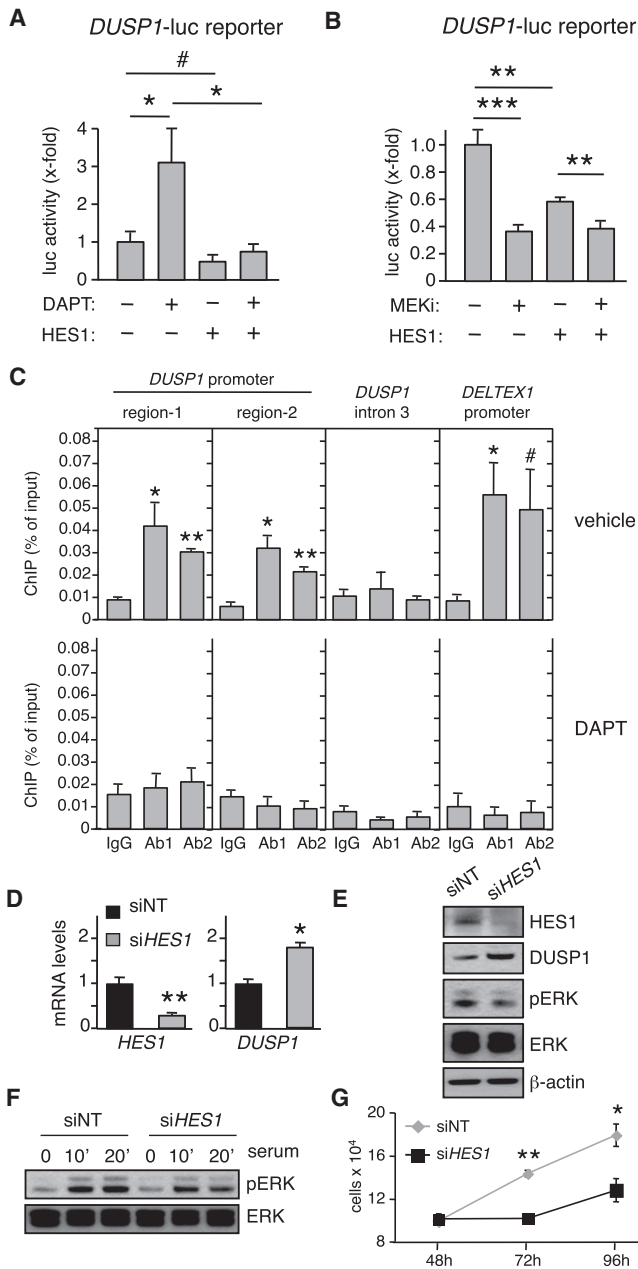 A
DUSP1-luc reporter
#
*
*
luc activity (x-fold)
4
3
2
1
0
DAPT: − + − +
HES1: − − + +
B
DUSP1-luc reporter
**
***
**
luc activity (x-fold)
1.0
0.8
0.6
0.4
0.2
0
MEKi: − + − +
HES1: − − + +
C
DUSP1 promoter
region-1
region-2
DUSP1
intron 3
DELTEX1
promoter
ChIP (% of input)
0.08
0.07
0.06
0.05
0.04
0.03
0.02
0.01
0
*
**
*
**
*
#
vehicle
ChIP (% of input)
0.08
0.07
0.06
0.05
0.04
0.03
0.02
0.01
0
DAPT
IgG Ab1 Ab2 IgG Ab1 Ab2 IgG Ab1 Ab2 IgG Ab1 Ab2
D
siNT
siHES1
mRNA levels
2
1
0
**
HES1
2
1
0
*
DUSP1
E
siNT siHES1
HES1
DUSP1
pERK
ERK
β-actin
F
siNT siHES1
0 10’ 20’ 0 10’ 20’ serum
pERK
ERK
G
siNT
siHES1
cells x 10⁴
20
16
12
8
**
*
48h 72h 96h